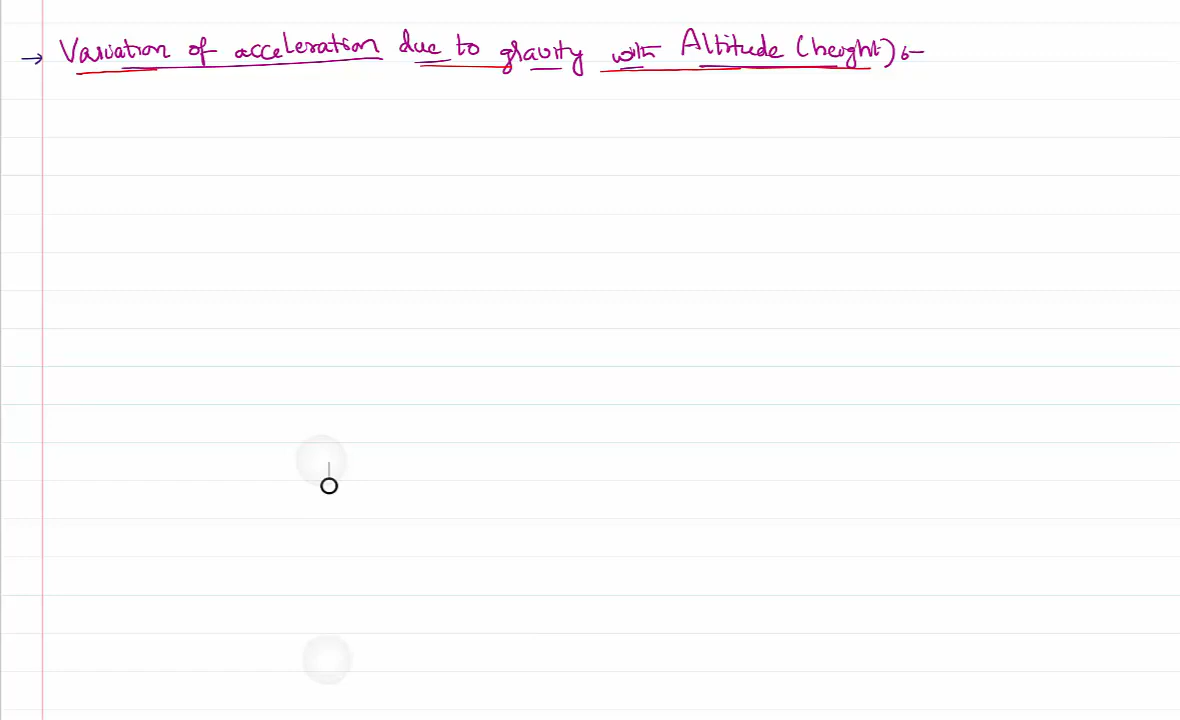 → Variation of acceleration due to gravity with Altitude (height) :-